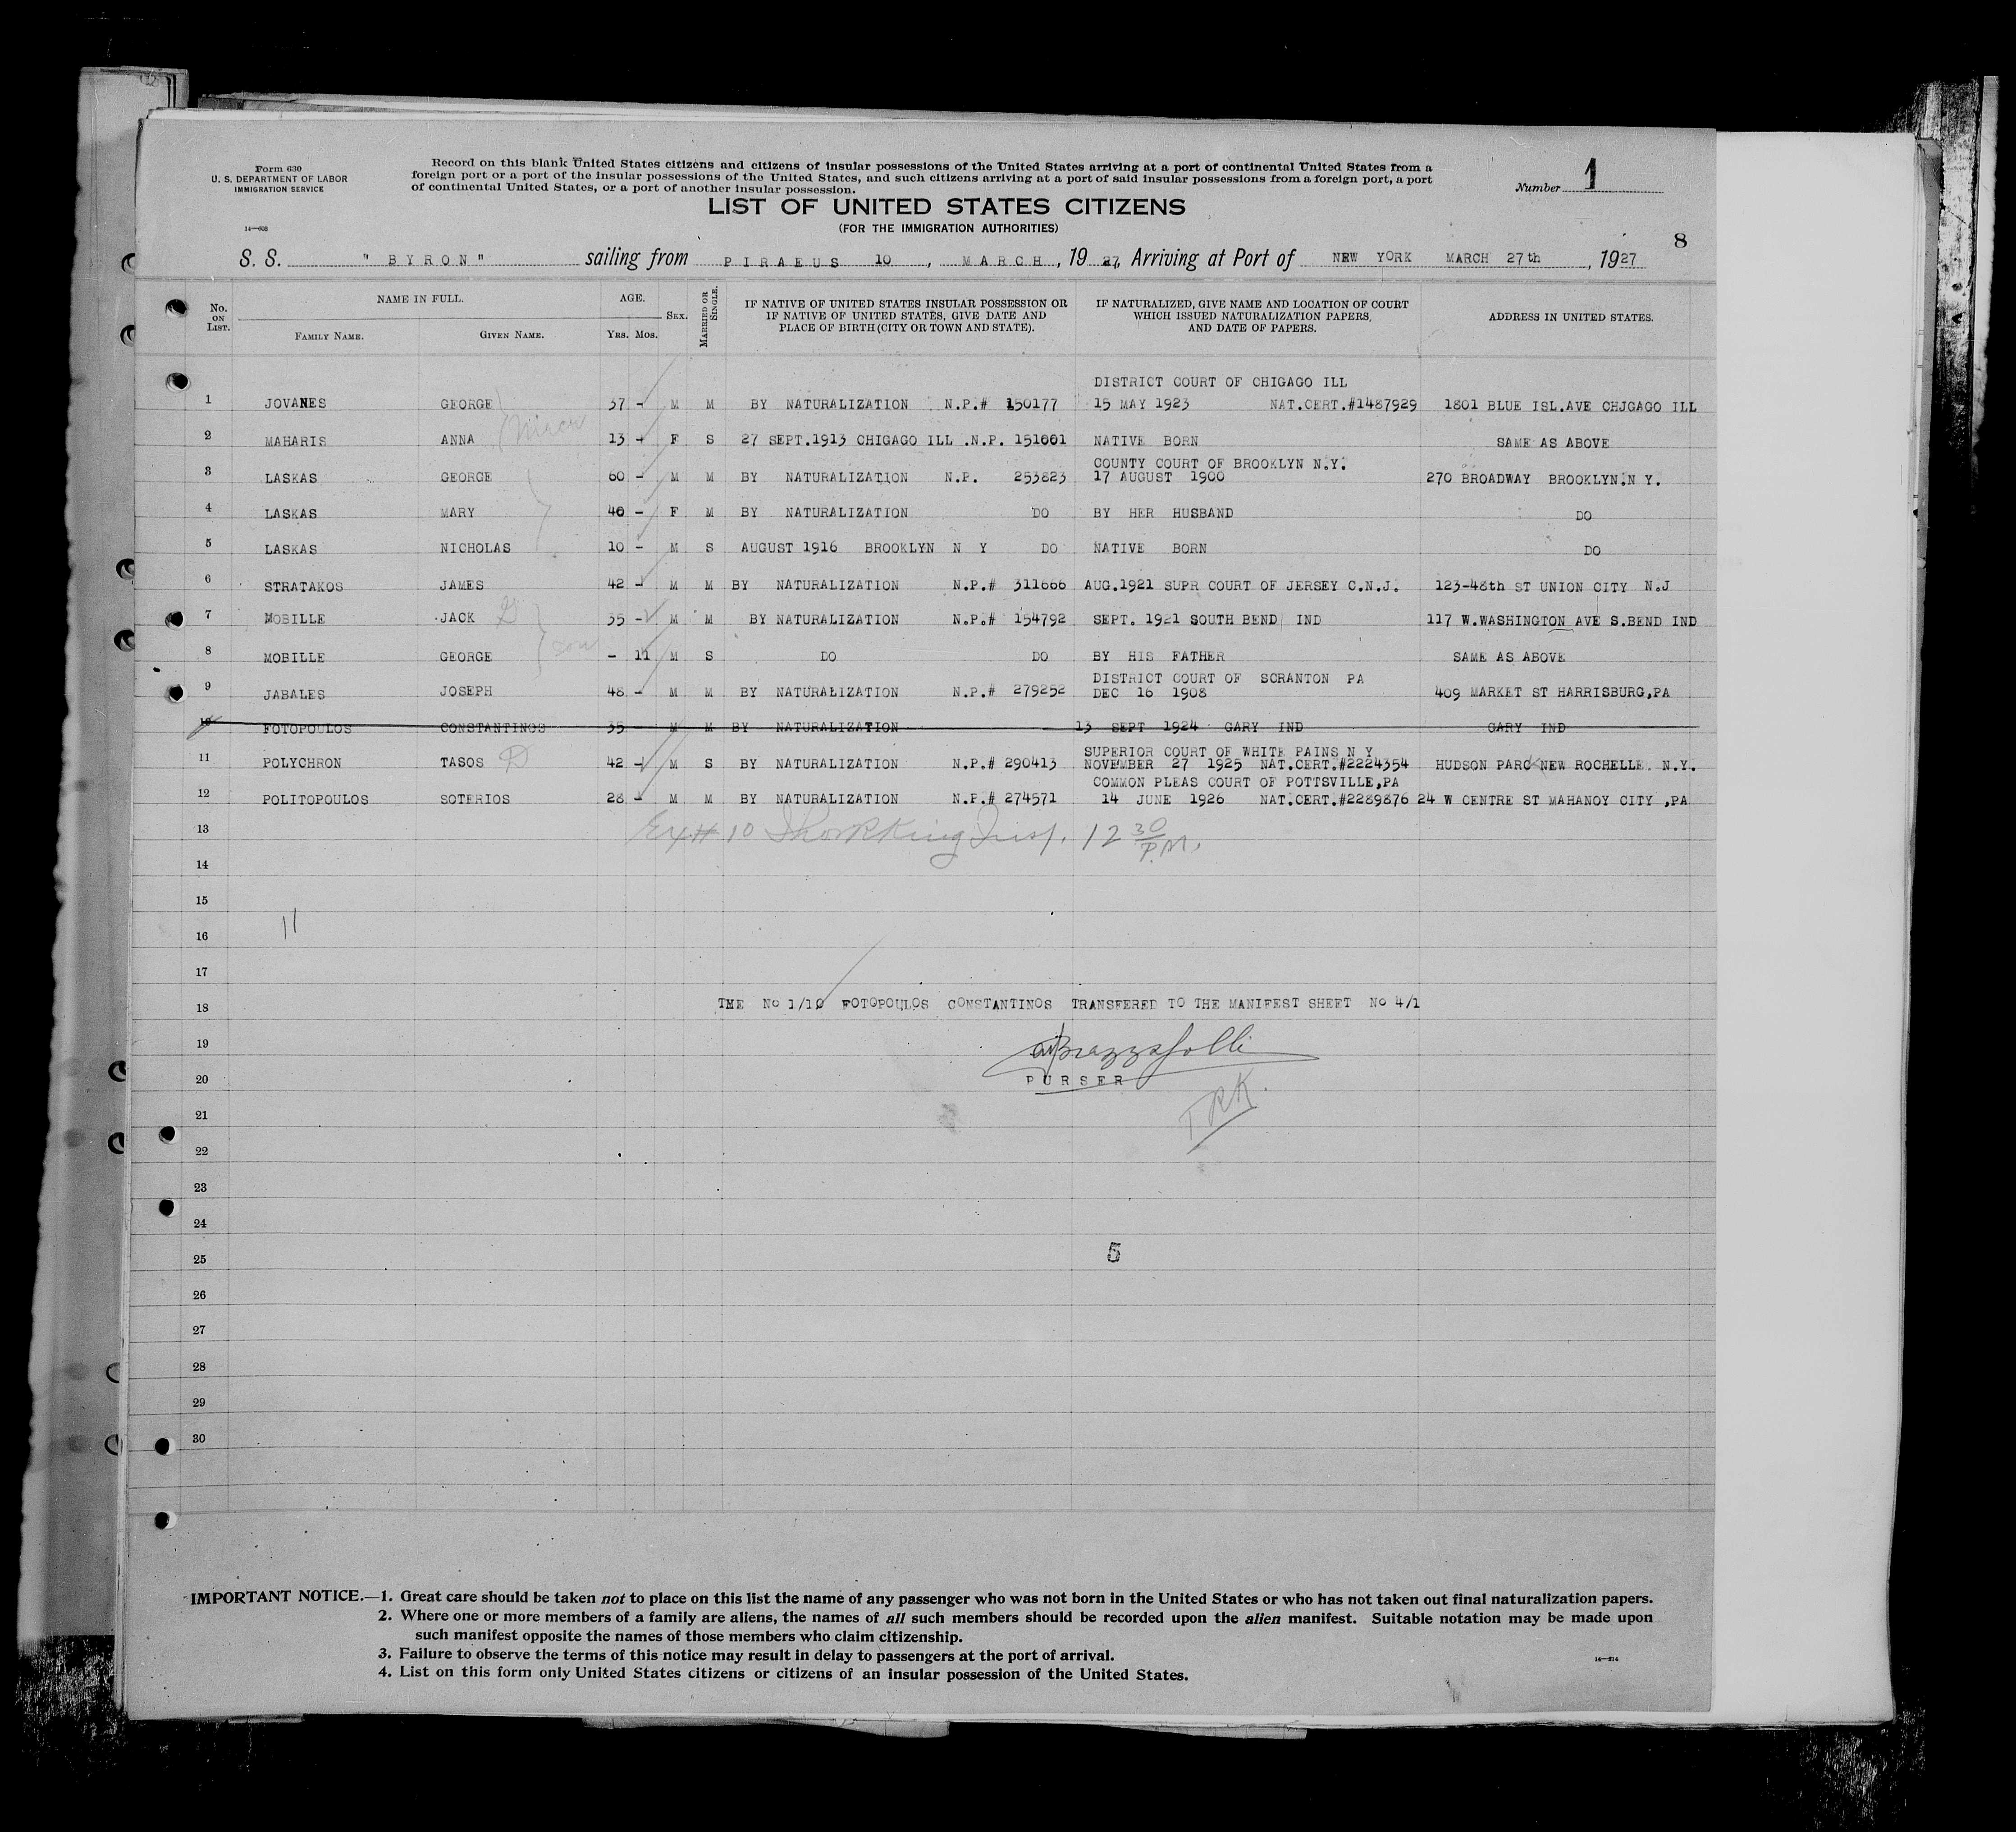 Form 630
U. S. DEPARTMENT OF LABOR
IMMIGRATION SERVICE
14—608
Record on this blank United States citizens and citizens of insular possessions of the United States arriving at a port of continental United States from a
foreign port or a port of the insular possessions of the United States, and such citizens arriving at a port of said insular possessions from a foreign port, a port
of continental United States, or a port of another insular possession.
Number 1
LIST OF UNITED STATES CITIZENS
(FOR THE IMMIGRATION AUTHORITIES)
8
S. S. " BYRON " sailing from PIRAEUS 10, MARCH, 1927, Arriving at Port of NEW YORK MARCH 27th, 1927
No. ON LIST. NAME IN FULL. FAMILY NAME. GIVEN NAME. AGE. YRS. MOS. SEX. MARRIED OR SINGLE. IF NATIVE OF UNITED STATES INSULAR POSSESSION OR IF NATIVE OF UNITED STATES, GIVE DATE AND PLACE OF BIRTH (CITY OR TOWN AND STATE). IF NATURALIZED, GIVE NAME AND LOCATION OF COURT WHICH ISSUED NATURALIZATION PAPERS, AND DATE OF PAPERS. ADDRESS IN UNITED STATES.
DISTRICT COURT OF CHIGAGO ILL
1 JOVANES GEORGE 37 - M M BY NATURALIZATION N.P.# 150177 15 MAY 1923 NAT.CERT.#1487929 1801 BLUE ISL.AVE CHJGAGO ILL
2 MAHARIS ANNA 13 - F S 27 SEPT.1913 CHIGAGO ILL .N.P. 151001 NATIVE BORN SAME AS ABOVE
COUNTY COURT OF BROOKLYN N.Y.
3 LASKAS GEORGE 60 - M M BY NATURALIZATION N.P. 253823 17 AUGUST 1900 270 BROADWAY BROOKLYN.N Y.
4 LASKAS MARY 40 - F M BY NATURALIZATION DO BY HER HUSBAND DO
5 LASKAS NICHOLAS 10 - M S AUGUST 1916 BROOKLYN N Y DO NATIVE BORN DO
6 STRATAKOS JAMES 42 - M M BY NATURALIZATION N.P.# 311666 AUG.1921 SUPR COURT OF JERSEY C.N.J. 123-48th ST UNION CITY N.J
7 MOBILLE JACK 35 - M M BY NATURALIZATION N.P.# 154792 SEPT. 1921 SOUTH BEND IND 117 W.WASHINGTON AVE S.BEND IND
8 MOBILLE GEORGE son - 11 M S DO DO BY HIS FATHER SAME AS ABOVE
DISTRICT COURT OF SCRANTON PA
9 JABALES JOSEPH 48 - M M BY NATURALIZATION N.P.# 279252 DEC 16 1908 409 MARKET ST HARRISBURG,PA
10 FOTOPOULOS CONSTANTINOS 35 M M BY NATURALIZATION 13 SEPT 1924 GARY IND GARY IND
SUPERIOR COURT OF WHITE PAINS N Y
11 POLYCHRON TASOS 42 - M S BY NATURALIZATION N.P.# 290413 NOVEMBER 27 1925 NAT.CERT.#2224354 HUDSON PARC NEW ROCHELLE. N.Y.
COMMON PLEAS COURT OF POTTSVILLE,PA
12 POLITOPOULOS SOTERIOS 28 - M M BY NATURALIZATION N.P.# 274571 14 JUNE 1926 NAT.CERT.#2289876 24 W CENTRE ST MAHANOY CITY ,PA
13 10 Insp. 12 30 P.M.
14
15
16 11
17
18 THE No 1/10 FOTOPOULOS CONSTANTINOS TRANSFERED TO THE MANIFEST SHEET No 4/1
19
20 PURSER
21 TRK.
22
23
24
25 5
26
27
28
29
30
IMPORTANT NOTICE.—1. Great care should be taken not to place on this list the name of any passenger who was not born in the United States or who has not taken out final naturalization papers.
2. Where one or more members of a family are aliens, the names of all such members should be recorded upon the alien manifest. Suitable notation may be made upon
such manifest opposite the names of those members who claim citizenship.
3. Failure to observe the terms of this notice may result in delay to passengers at the port of arrival.
4. List on this form only United States citizens or citizens of an insular possession of the United States.
14—214